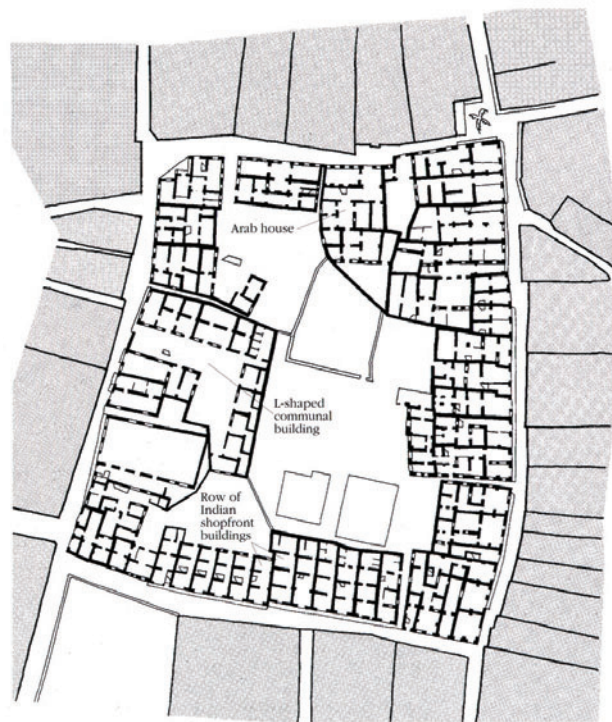 Arab house
L-shaped
communal
building
Row of
Indian
shopfront
buildings